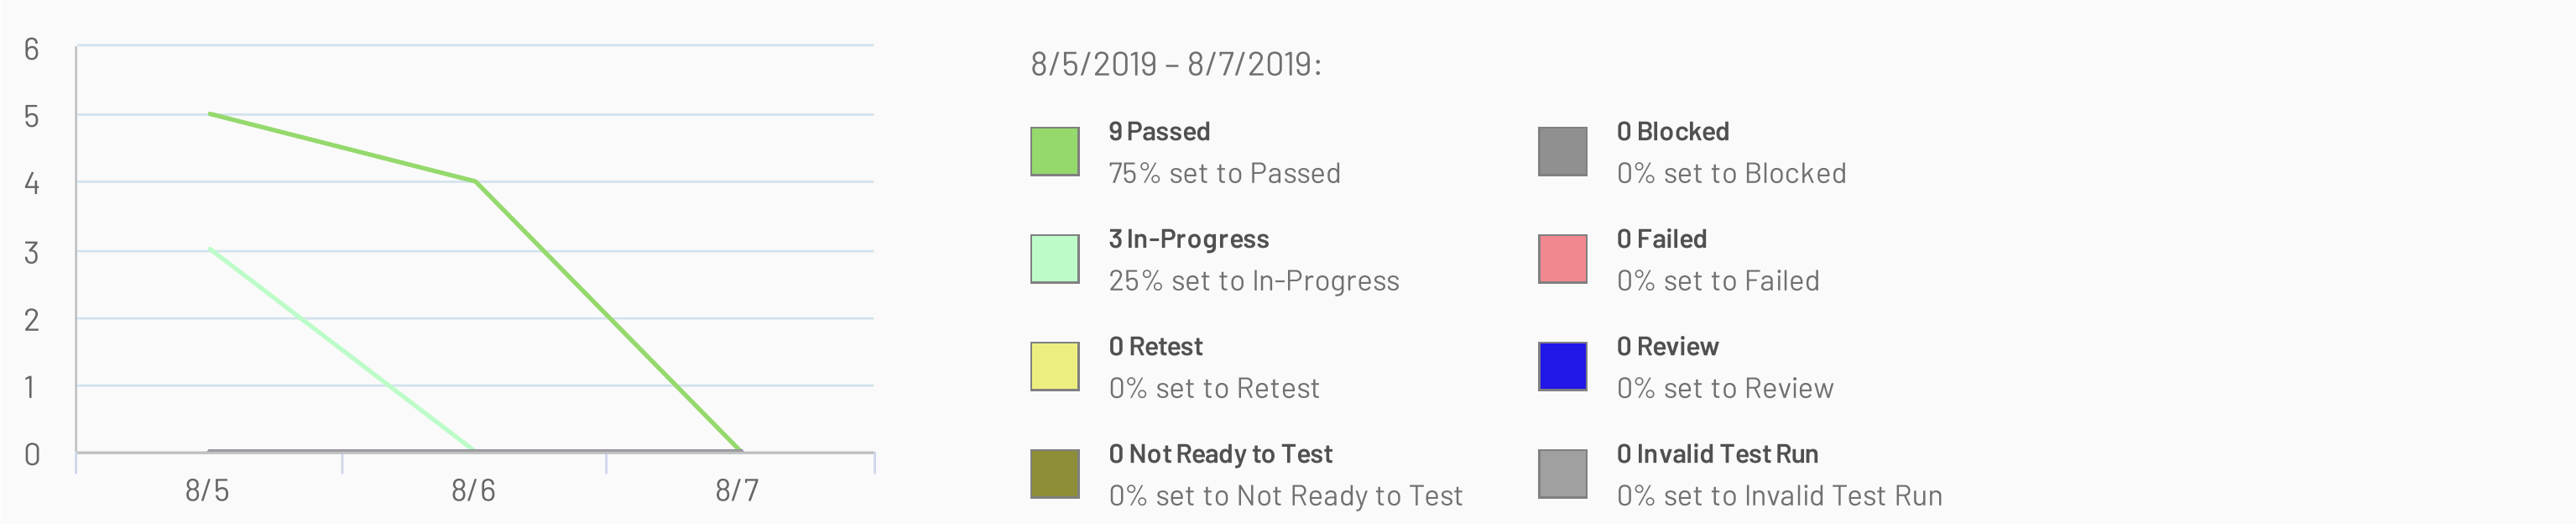 6
5
4
3
2
1
0
8/5
8/6
8/7
8/5/2019 – 8/7/2019:
9 Passed
75% set to Passed
3 In-Progress
25% set to In-Progress
0 Retest
0% set to Retest
0 Not Ready to Test
0% set to Not Ready to Test
0 Blocked
0% set to Blocked
0 Failed
0% set to Failed
0 Review
0% set to Review
0 Invalid Test Run
0% set to Invalid Test Run